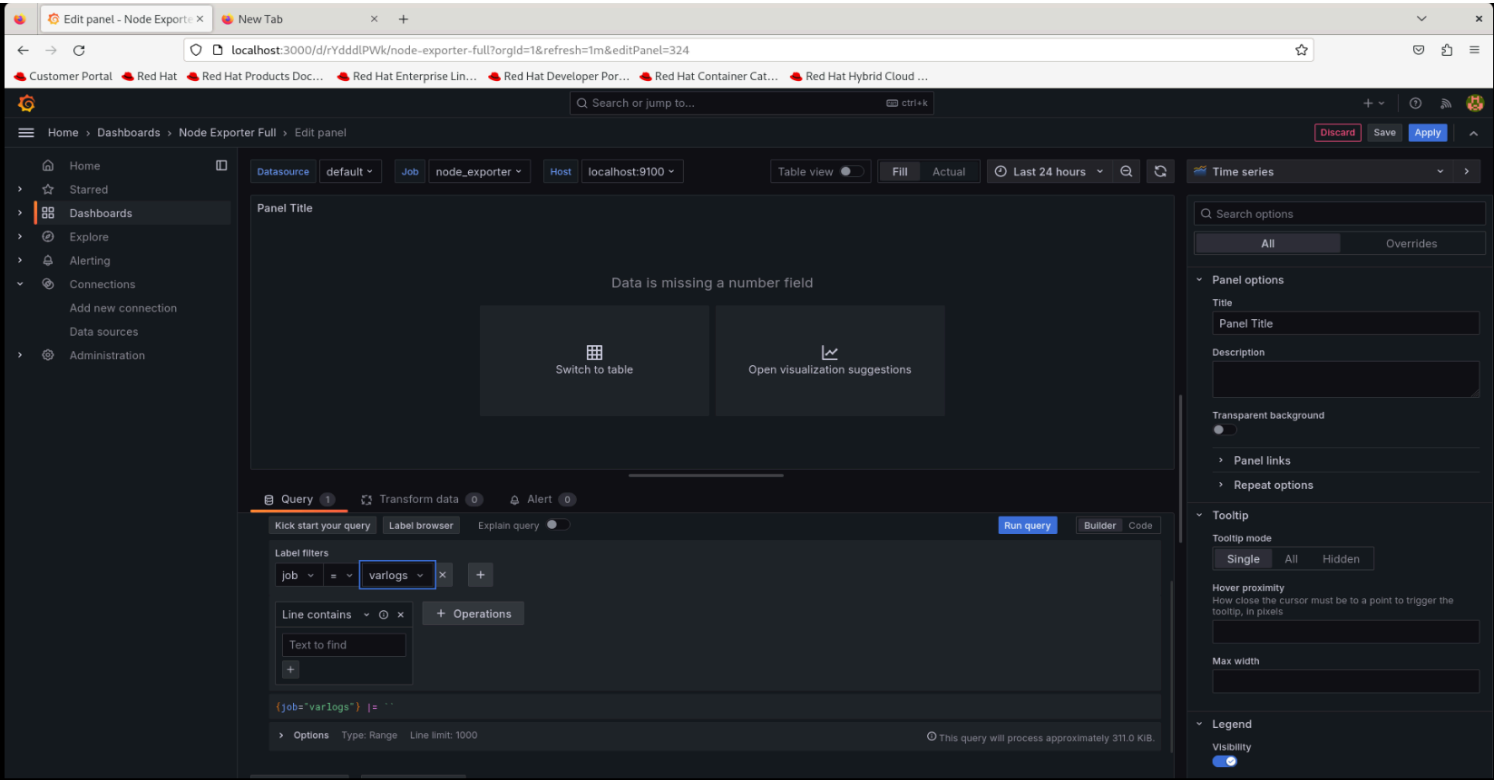 Edit panel - Node Exporte
New Tab
localhost:3000/d/rYdddlPWk/node-exporter-full?orgId=1&refresh=1m&editPanel=324
Customer Portal Red Hat Red Hat Products Doc... Red Hat Enterprise Lin... Red Hat Developer Por... Red Hat Container Cat... Red Hat Hybrid Cloud ...
Search or jump to... ctrl+k
Home › Dashboards › Node Exporter Full › Edit panel
Discard Save Apply
Home
Starred
Dashboards
Explore
Alerting
Connections
Add new connection
Data sources
Administration
Datasource default Job node_exporter Host localhost:9100
Table view Fill Actual Last 24 hours
Panel Title
Data is missing a number field
Switch to table
Open visualization suggestions
Query 1 Transform data 0 Alert 0
Kick start your query Label browser Explain query Run query Builder Code
Label filters
job = varlogs
Line contains + Operations
Text to find
{job="varlogs"} |= ``
Options Type: Range Line limit: 1000 This query will process approximately 311.0 KiB.
Time series
Search options
All Overrides
Panel options
Title
Panel Title
Description
Transparent background
Panel links
Repeat options
Tooltip
Tooltip mode
Single All Hidden
Hover proximity
How close the cursor must be to a point to trigger the
tooltip, in pixels
Max width
Legend
Visibility